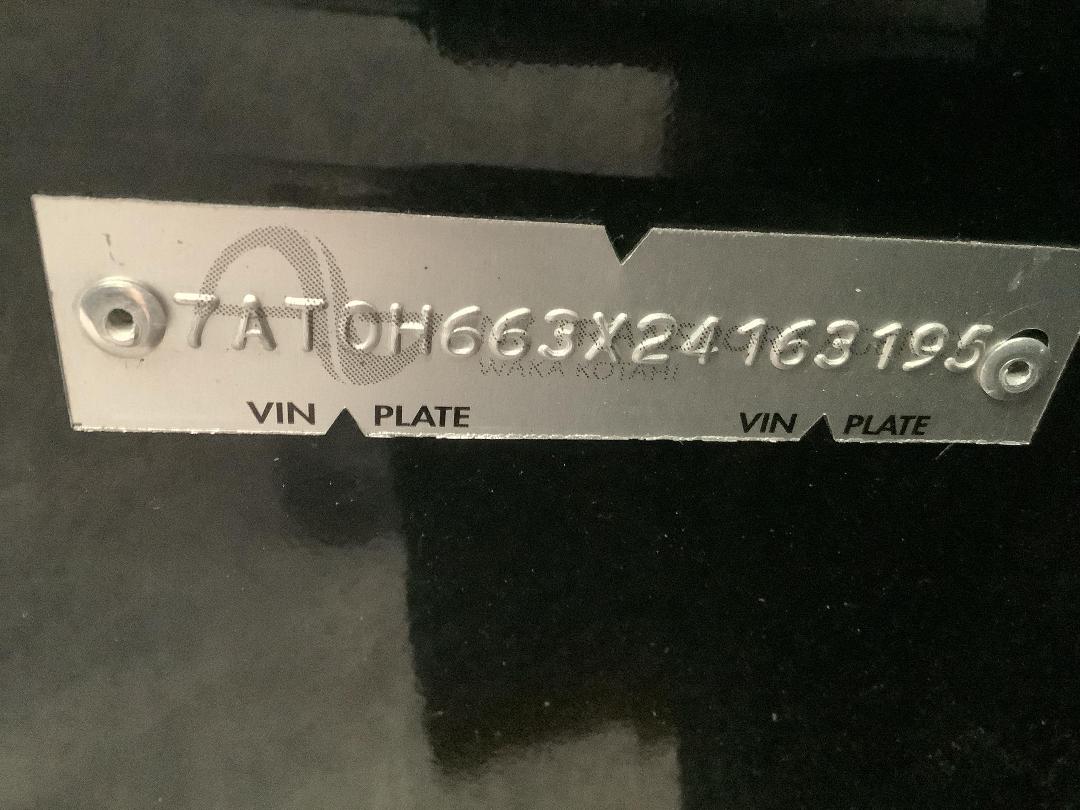 7AT0H663X24163195
WAKA KOTAHI
VIN PLATE VIN PLATE